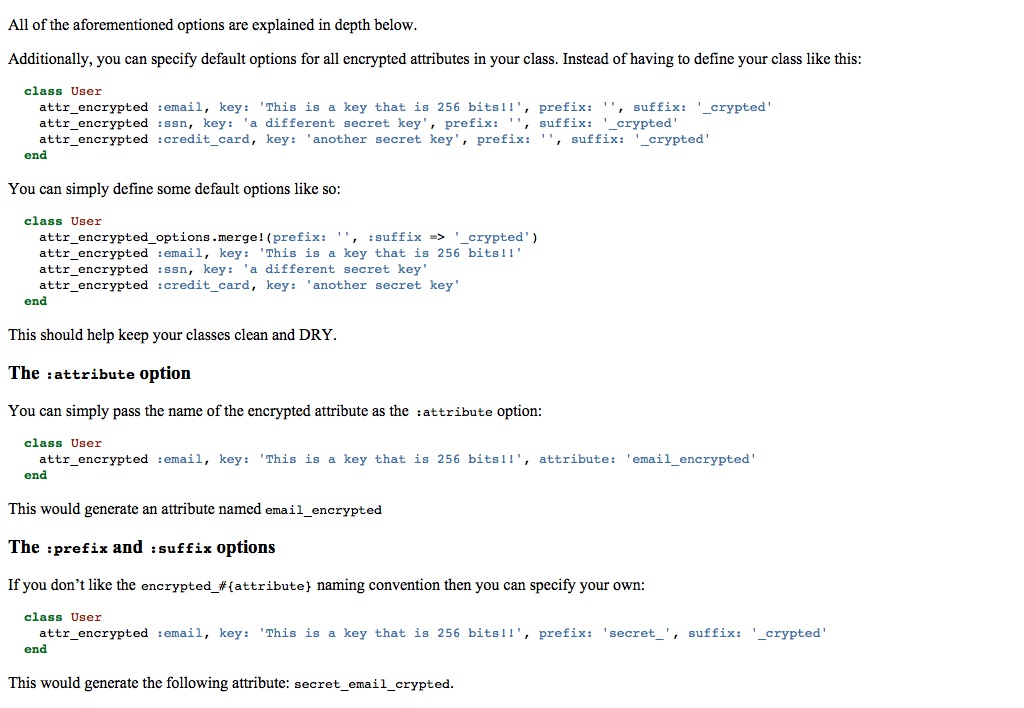 All of the aforementioned options are explained in depth below.
Additionally, you can specify default options for all encrypted attributes in your class. Instead of having to define your class like this:
class User
  attr_encrypted :email, key: 'This is a key that is 256 bits!!', prefix: '', suffix: '_crypted'
  attr_encrypted :ssn, key: 'a different secret key', prefix: '', suffix: '_crypted'
  attr_encrypted :credit_card, key: 'another secret key', prefix: '', suffix: '_crypted'
end
You can simply define some default options like so:
class User
  attr_encrypted_options.merge!(prefix: '', :suffix => '_crypted')
  attr_encrypted :email, key: 'This is a key that is 256 bits!!'
  attr_encrypted :ssn, key: 'a different secret key'
  attr_encrypted :credit_card, key: 'another secret key'
end
This should help keep your classes clean and DRY.
The :attribute option
You can simply pass the name of the encrypted attribute as the :attribute option:
class User
  attr_encrypted :email, key: 'This is a key that is 256 bits!!', attribute: 'email_encrypted'
end
This would generate an attribute named email_encrypted
The :prefix and :suffix options
If you don’t like the encrypted_#{attribute} naming convention then you can specify your own:
class User
  attr_encrypted :email, key: 'This is a key that is 256 bits!!', prefix: 'secret_', suffix: '_crypted'
end
This would generate the following attribute: secret_email_crypted.